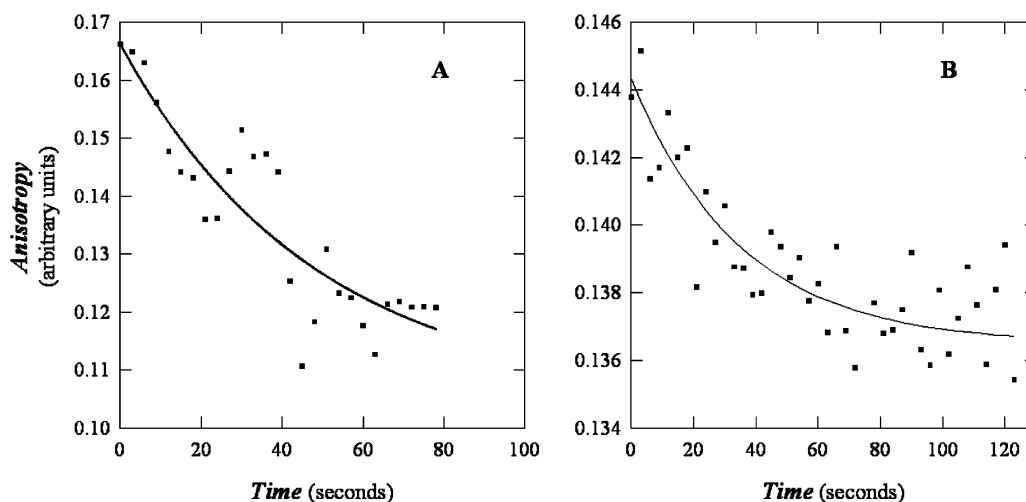 A
B
0.17
0.16
0.15
0.14
0.13
0.12
0.11
0.10
0.146
0.144
0.142
0.140
0.138
0.136
0.134
Anisotropy
(arbitrary units)
0 20 40 60 80 100
0 20 40 60 80 100 120
Time (seconds)
Time (seconds)